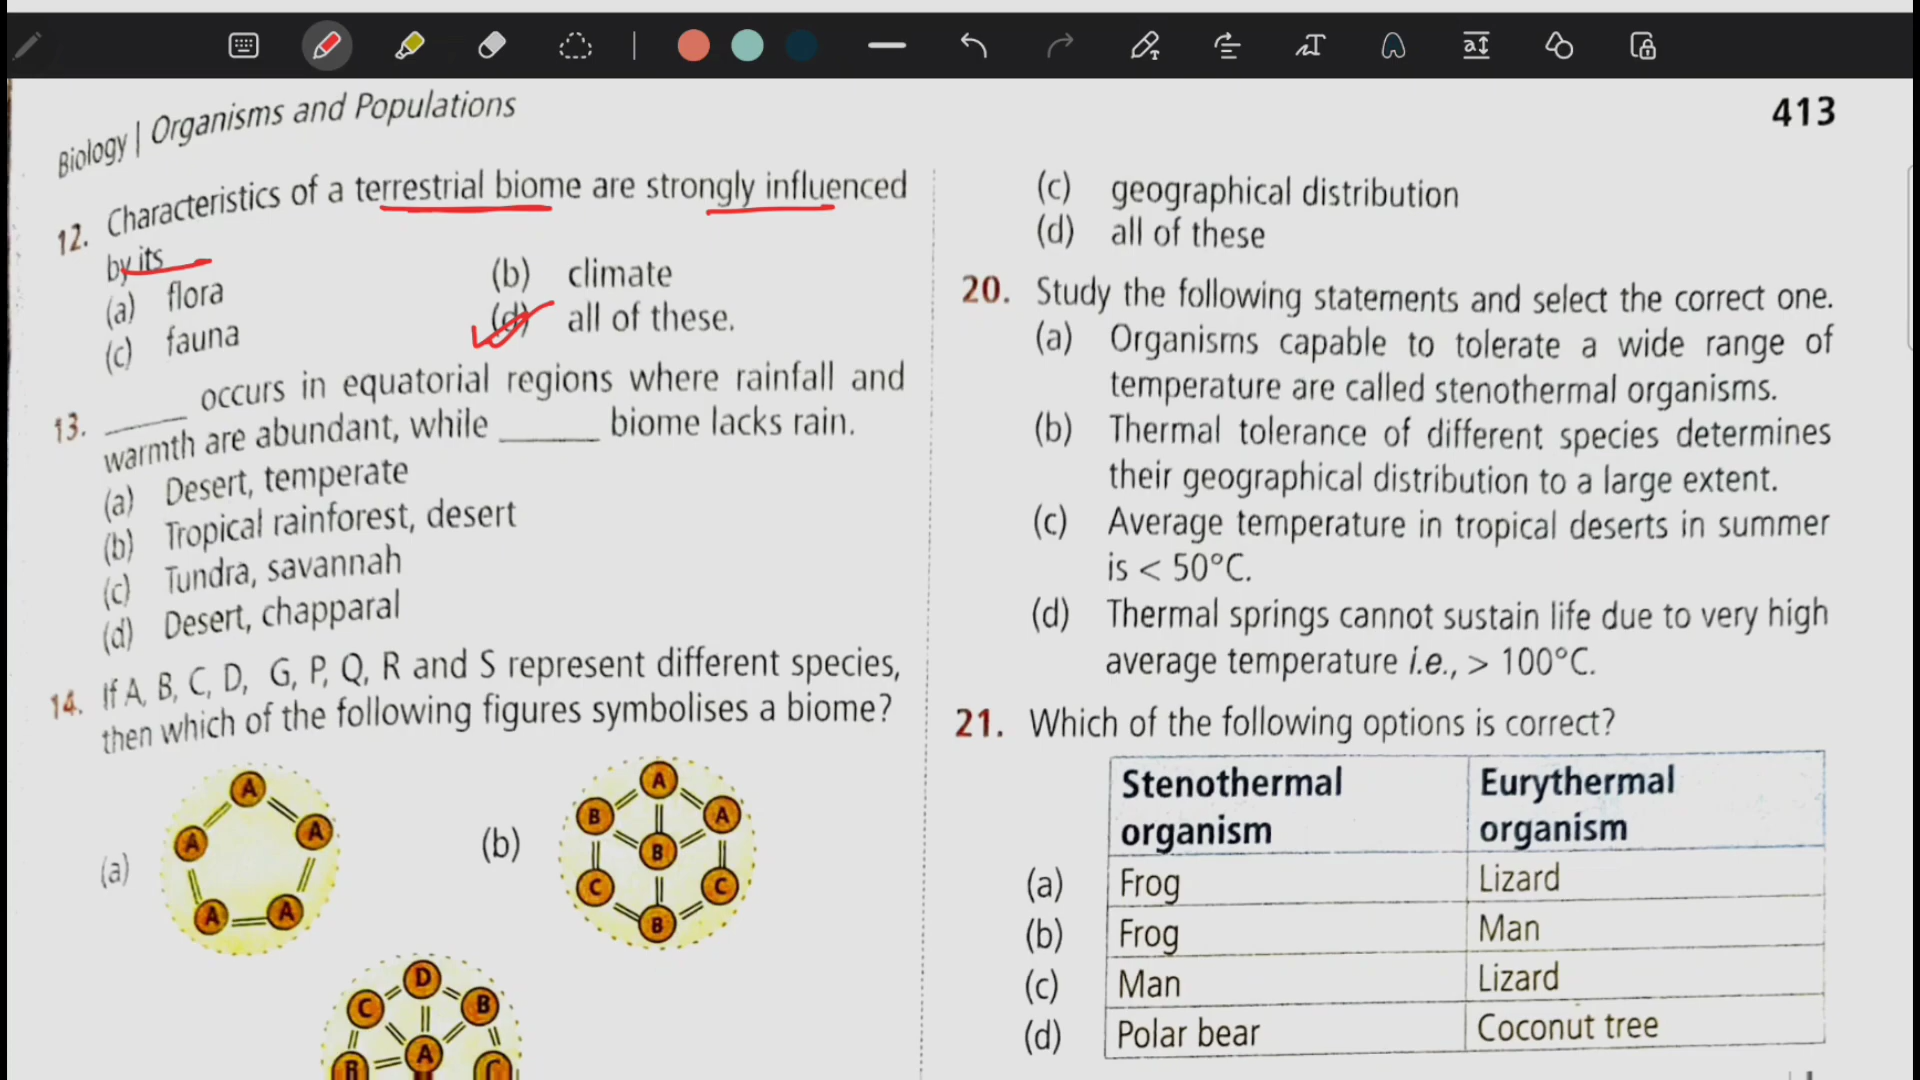 Biology | Organisms and Populations
413
12. Characteristics of a terrestrial biome are strongly influenced
by its
(a) flora (b) climate
(c) fauna (d) all of these.
13. ______ occurs in equatorial regions where rainfall and
warmth are abundant, while ______ biome lacks rain.
(a) Desert, temperate
(b) Tropical rainforest, desert
(c) Tundra, savannah
(d) Desert, chapparal
14. If A, B, C, D, G, P, Q, R and S represent different species,
then which of the following figures symbolises a biome?
(a)
A
A A
A A
(b)
A
B A
B
C C
B
D
C B
A
B C
(c) geographical distribution
(d) all of these
20. Study the following statements and select the correct one.
(a) Organisms capable to tolerate a wide range of
temperature are called stenothermal organisms.
(b) Thermal tolerance of different species determines
their geographical distribution to a large extent.
(c) Average temperature in tropical deserts in summer
is < 50°C.
(d) Thermal springs cannot sustain life due to very high
average temperature i.e., > 100°C.
21. Which of the following options is correct?
Stenothermal organism Eurythermal organism
(a) Frog Lizard
(b) Frog Man
(c) Man Lizard
(d) Polar bear Coconut tree